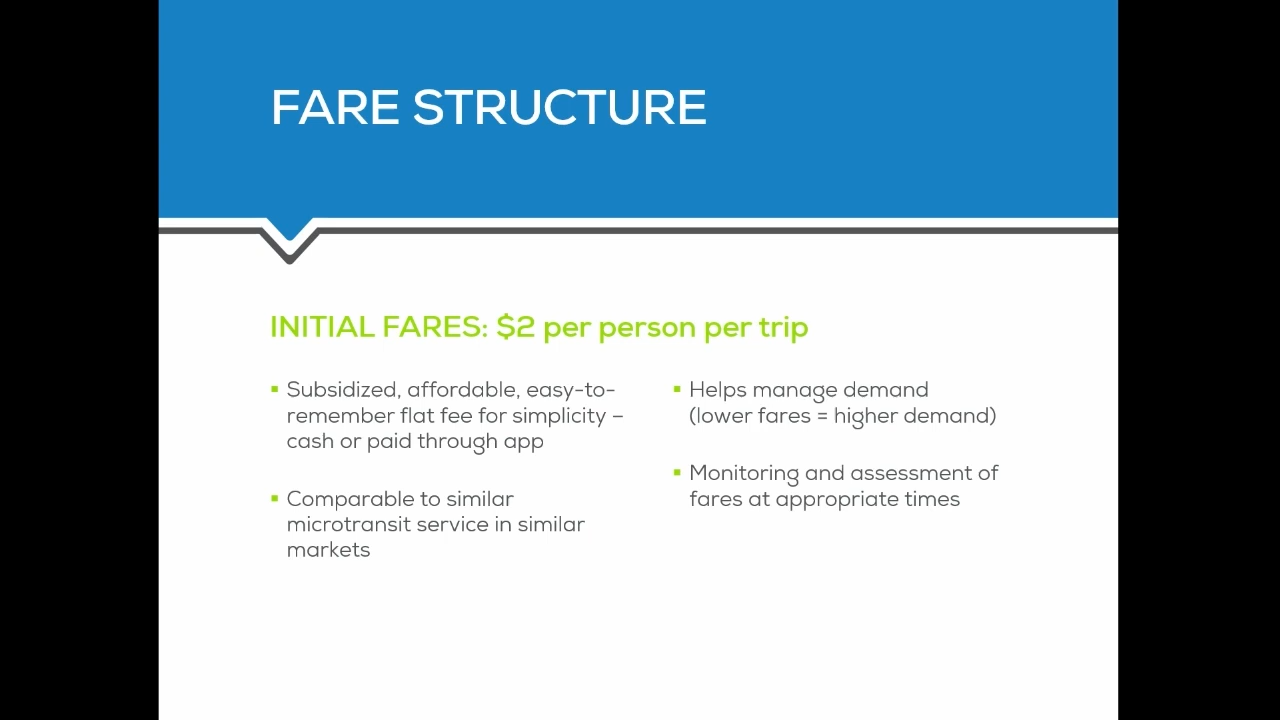 FARE STRUCTURE
INITIAL FARES: $2 per person per trip
▪ Subsidized, affordable, easy-to-
remember flat fee for simplicity –
cash or paid through app
▪ Comparable to similar
microtransit service in similar
markets
▪ Helps manage demand
(lower fares = higher demand)
▪ Monitoring and assessment of
fares at appropriate times